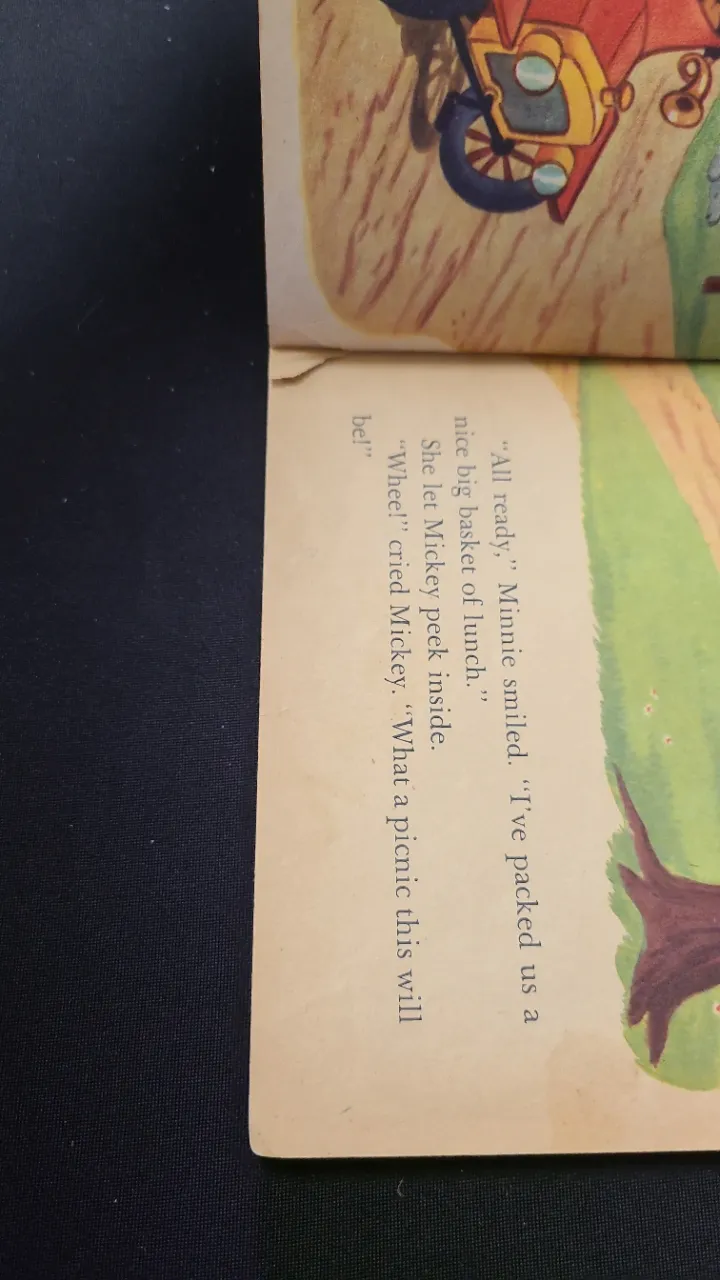 “All ready,” Minnie smiled. “I’ve packed us a
nice big basket of lunch.”
She let Mickey peek inside.
“Whee!” cried Mickey. “What a picnic this will
be!”